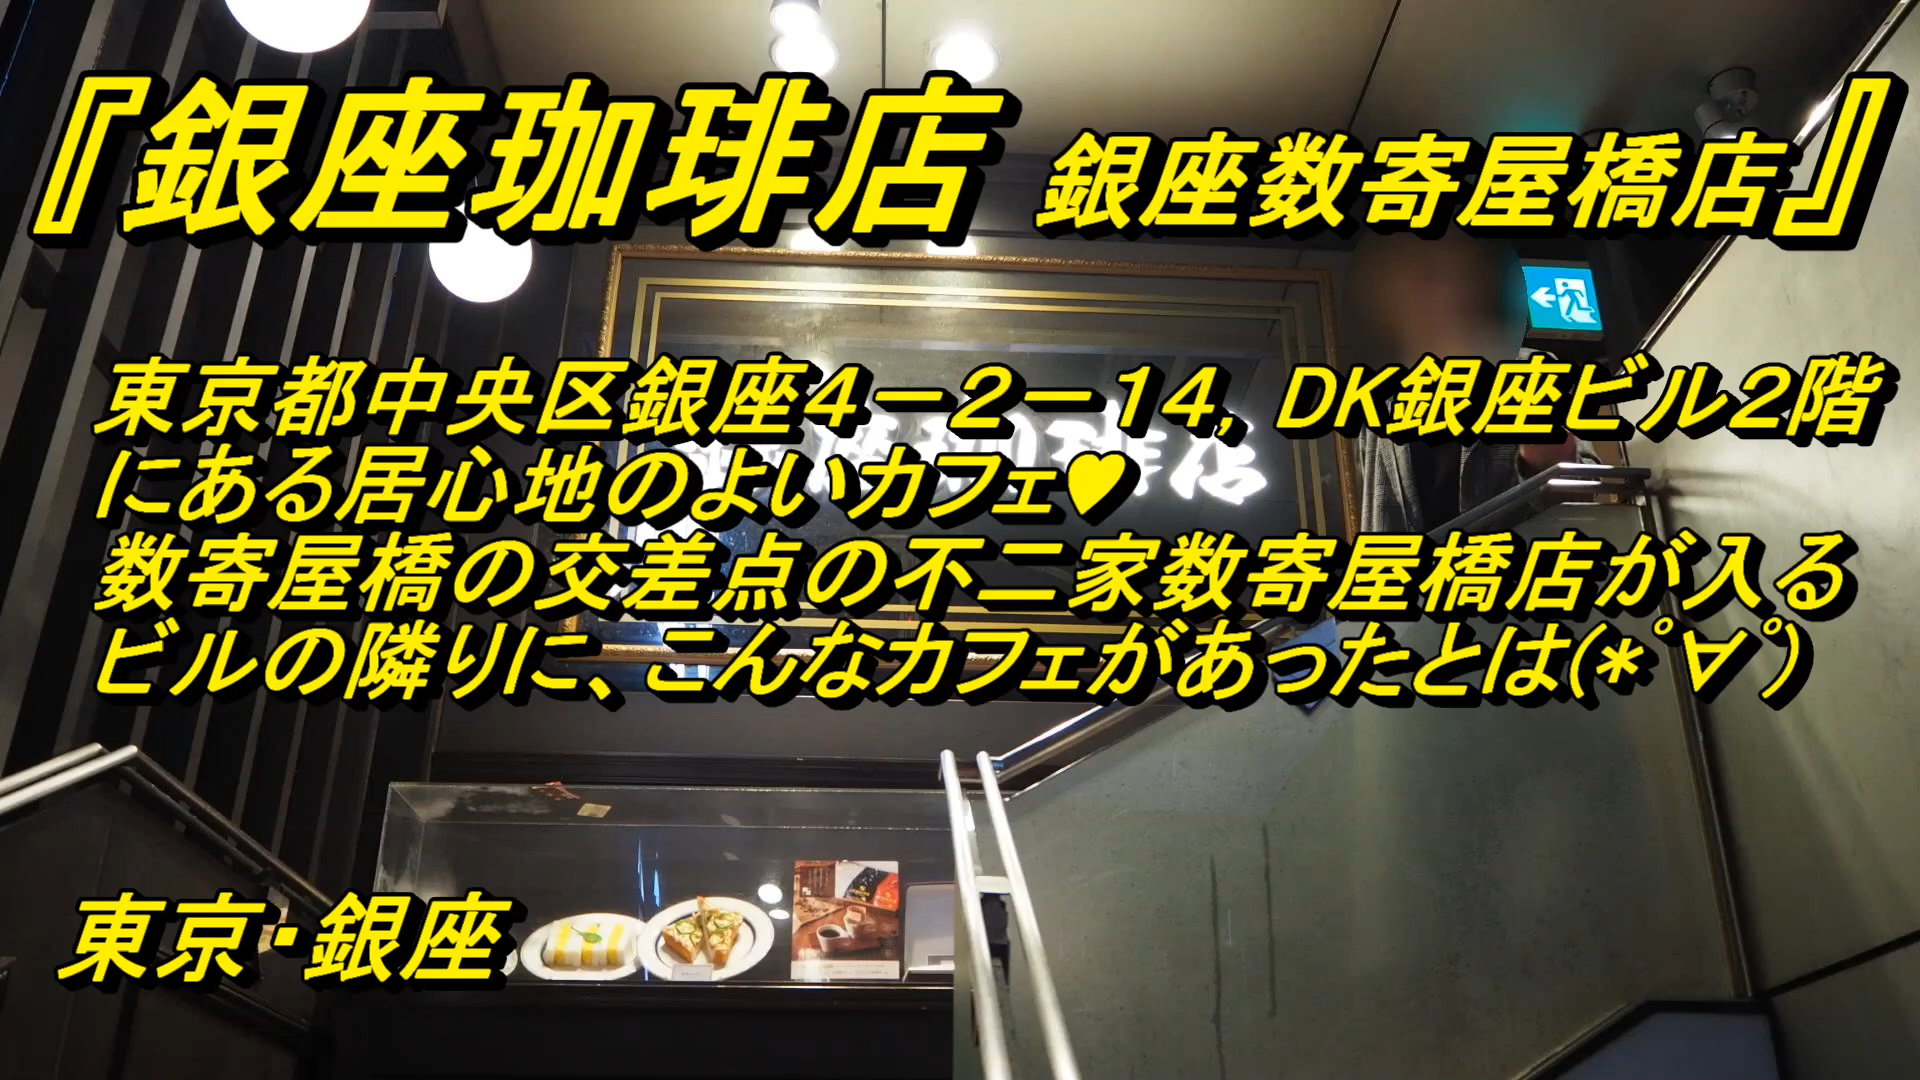 『銀座珈琲店 銀座数寄屋橋店』
東京都中央区銀座4－2－14, DK銀座ビル2階
にある居心地のよいカフェ♥
珈琲店
数寄屋橋の交差点の不二家数寄屋橋店が入る
ビルの隣りに、こんなカフェがあったとは(*ﾟ∀ﾟ)
東京・銀座